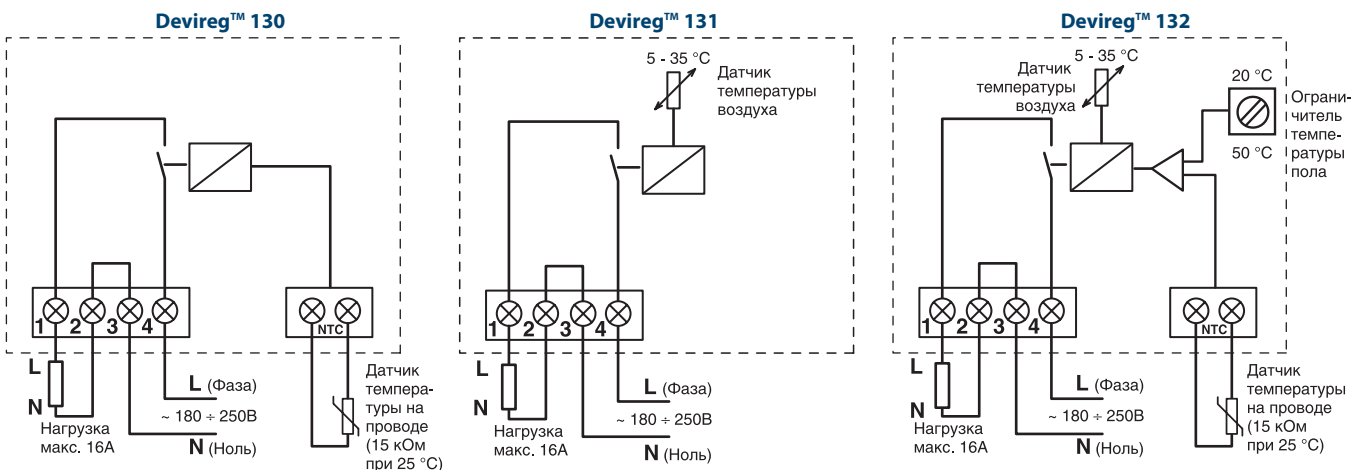 Devireg™ 130
1 2 3 4
NTC
L
N
Нагрузка
макс. 16А
L (Фаза)
~ 180 ÷ 250В
N (Ноль)
Датчик
темпера-
туры на
проводе
(15 кОм
при 25 °C)
Devireg™ 131
5 - 35 °C
Датчик
температуры
воздуха
1 2 3 4
L
N
Нагрузка
макс. 16А
L (Фаза)
~ 180 ÷ 250В
N (Ноль)
Devireg™ 132
5 - 35 °C
Датчик
температуры
воздуха
20 °C
50 °C
Ограни-
читель
темпе-
ратуры
пола
1 2 3 4
NTC
L
N
Нагрузка
макс. 16А
L (Фаза)
~ 180 ÷ 250В
N (Ноль)
Датчик
температуры
на проводе
(15 кОм
при 25 °C)